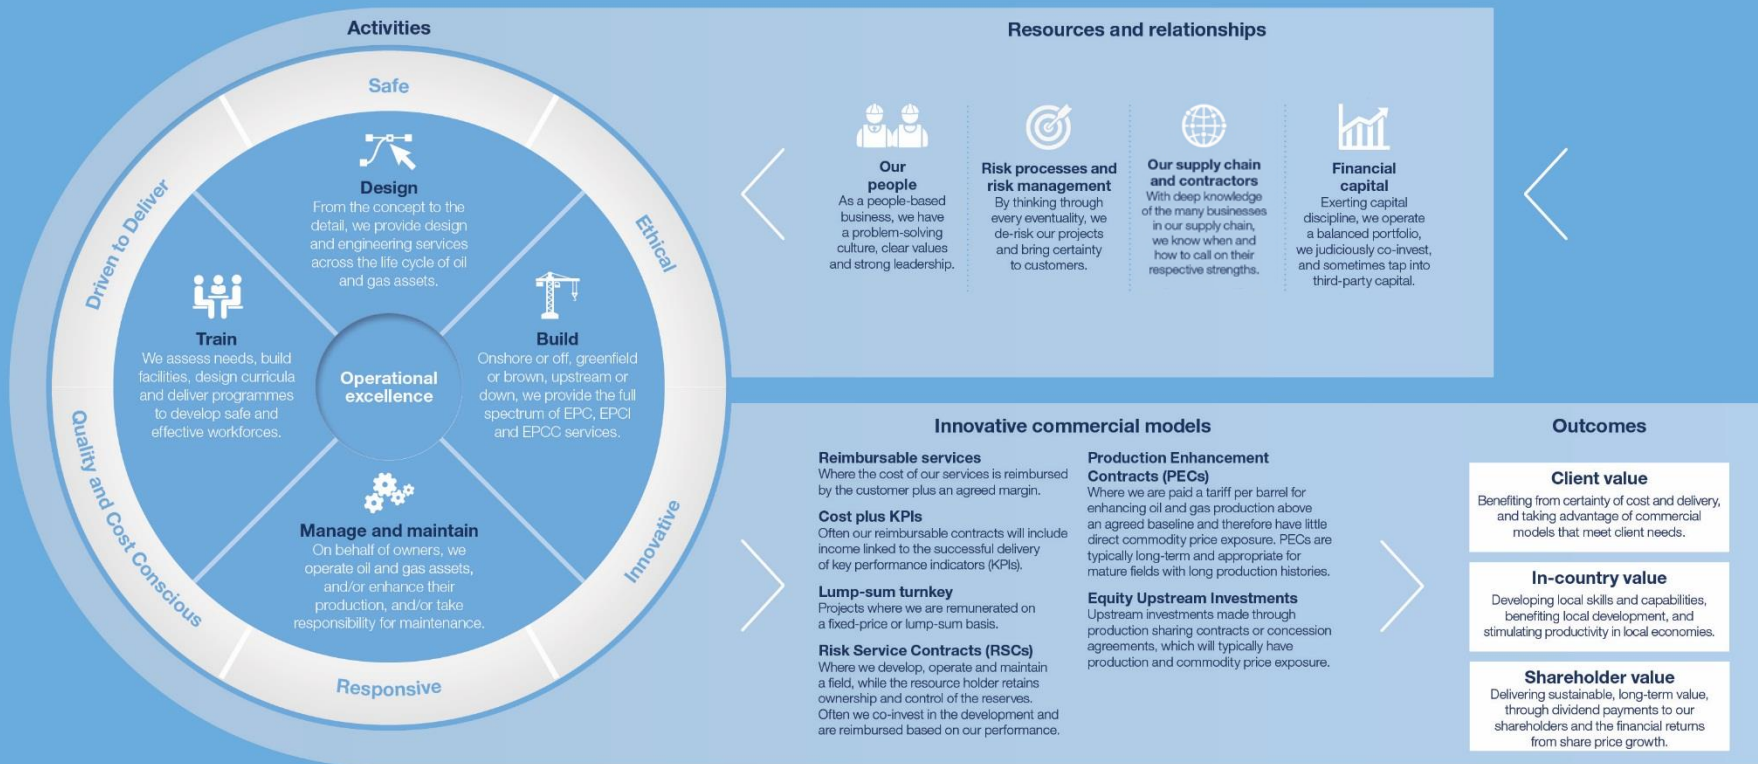 Activities
Safe
Ethical
Innovative
Responsive
Quality and Cost Conscious
Driven to Deliver
Design
From the concept to the
detail, we provide design
and engineering services
across the life cycle of oil
and gas assets.
Train
We assess needs, build
facilities, design curricula
and deliver programmes
to develop safe and
effective workforces.
Operational
excellence
Build
Onshore or off, greenfield
or brown, upstream or
down, we provide the full
spectrum of EPC, EPCI
and EPCC services.
Manage and maintain
On behalf of owners, we
operate oil and gas assets,
and/or enhance their
production, and/or take
responsibility for maintenance.
Resources and relationships
Our
people
As a people-based
business, we have
a problem-solving
culture, clear values
and strong leadership.
Risk processes and
risk management
By thinking through
every eventuality, we
de-risk our projects
and bring certainty
to customers.
Our supply chain
and contractors
With deep knowledge
of the many businesses
in our supply chain,
we know when and
how to call on their
respective strengths.
Financial
capital
Exerting capital
discipline, we operate
a balanced portfolio,
we judiciously co-invest,
and sometimes tap into
third-party capital.
Innovative commercial models
Reimbursable services
Where the cost of our services is reimbursed
by the customer plus an agreed margin.
Cost plus KPIs
Often our reimbursable contracts will include
income linked to the successful delivery
of key performance indicators (KPIs).
Lump-sum turnkey
Projects where we are remunerated on
a fixed-price or lump-sum basis.
Risk Service Contracts (RSCs)
Where we develop, operate and maintain
a field, while the resource holder retains
ownership and control of the reserves.
Often we co-invest in the development and
are reimbursed based on our performance.
Production Enhancement
Contracts (PECs)
Where we are paid a tariff per barrel for
enhancing oil and gas production above
an agreed baseline and therefore have little
direct commodity price exposure. PECs are
typically long-term and appropriate for
mature fields with long production histories.
Equity Upstream Investments
Upstream investments made through
production sharing contracts or concession
agreements, which will typically have
production and commodity price exposure.
Outcomes
Client value
Benefiting from certainty of cost and delivery,
and taking advantage of commercial
models that meet client needs.
In-country value
Developing local skills and capabilities,
benefiting local development, and
stimulating productivity in local economies.
Shareholder value
Delivering sustainable, long-term value,
through dividend payments to our
shareholders and the financial returns
from share price growth.